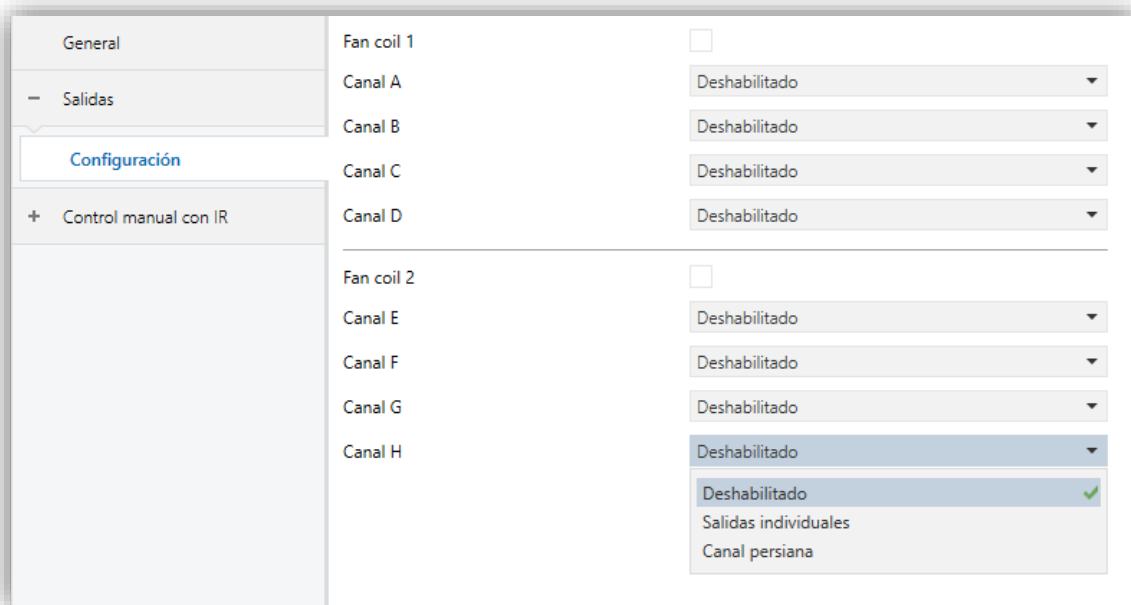 General
Salidas
Configuración
Control manual con IR
Fan coil 1
Canal A Deshabilitado
Canal B Deshabilitado
Canal C Deshabilitado
Canal D Deshabilitado
Fan coil 2
Canal E Deshabilitado
Canal F Deshabilitado
Canal G Deshabilitado
Canal H Deshabilitado
Deshabilitado
Salidas individuales
Canal persiana